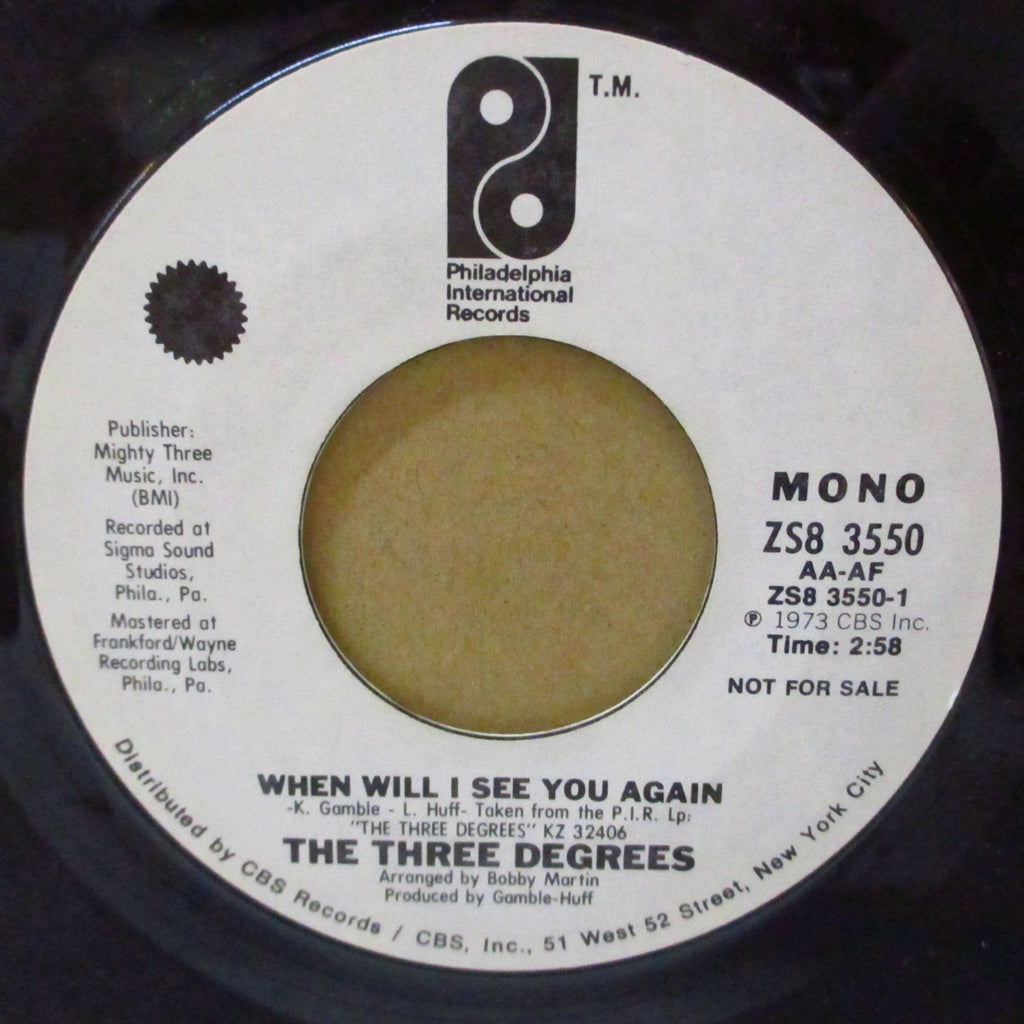 T.M.
Philadelphia
International
Records
Publisher:
Mighty Three
Music, Inc.
(BMI)
Recorded at
Sigma Sound
Studios,
Phila., Pa.
Mastered at
Frankford/Wayne
Recording Labs,
Phila., Pa.
MONO
ZS8 3550
AA-AF
ZS8 3550-1
℗ 1973 CBS Inc.
Time: 2:58
NOT FOR SALE
WHEN WILL I SEE YOU AGAIN
-K. Gamble - L. Huff- Taken from the P.I.R. Lp:
"THE THREE DEGREES" KZ 32406
THE THREE DEGREES
Arranged by Bobby Martin
Produced by Gamble-Huff
Distributed by CBS Records / CBS, Inc., 51 West 52 Street, New York City